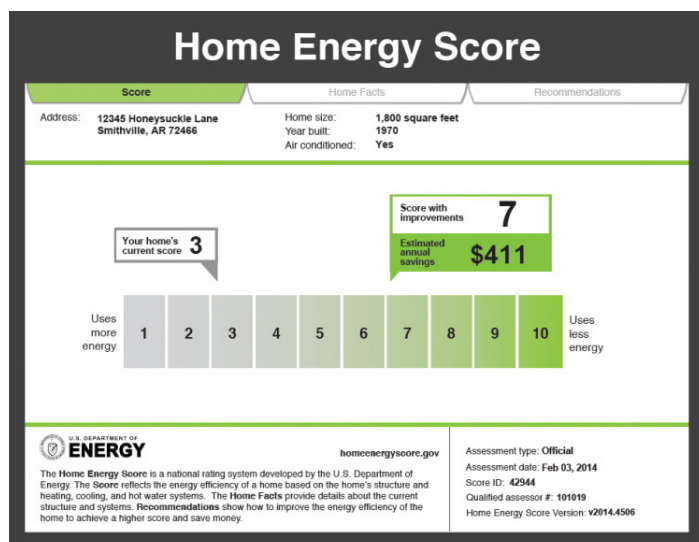 Home Energy Score
Score
Home Facts
Recommendations
Address: 12345 Honeysuckle Lane
Smithville, AR 72466
Home size: 1,800 square feet
Year built: 1970
Air conditioned: Yes
Your home's
current score 3
Score with
improvements 7
Estimated
annual
savings $411
Uses
more
energy
1 2 3 4 5 6 7 8 9 10
Uses
less
energy
U.S. DEPARTMENT OF
ENERGY
homeenergyscore.gov
The Home Energy Score is a national rating system developed by the U.S. Department of
Energy. The Score reflects the energy efficiency of a home based on the home's structure and
heating, cooling, and hot water systems. The Home Facts provide details about the current
structure and systems. Recommendations show how to improve the energy efficiency of the
home to achieve a higher score and save money.
Assessment type: Official
Assessment date: Feb 03, 2014
Score ID: 42944
Qualified assessor #: 101019
Home Energy Score Version: v2014.4506